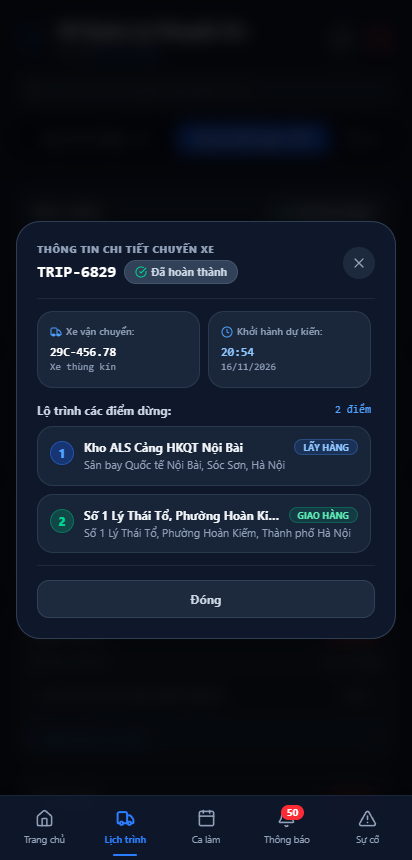 THÔNG TIN CHI TIẾT CHUYẾN XE
TRIP-6829 Đã hoàn thành
Xe vận chuyển:
29C-456.78
Xe thùng kín
Khởi hành dự kiến:
20:54
16/11/2026
Lộ trình các điểm dừng: 2 điểm
1 Kho ALS Cảng HKQT Nội Bài LẤY HÀNG
Sân bay Quốc tế Nội Bài, Sóc Sơn, Hà Nội
2 Số 1 Lý Thái Tổ, Phường Hoàn Ki... GIAO HÀNG
Số 1 Lý Thái Tổ, Phường Hoàn Kiếm, Thành phố Hà Nội
Đóng
50
Trang chủ Lịch trình Ca làm Thông báo Sự cố